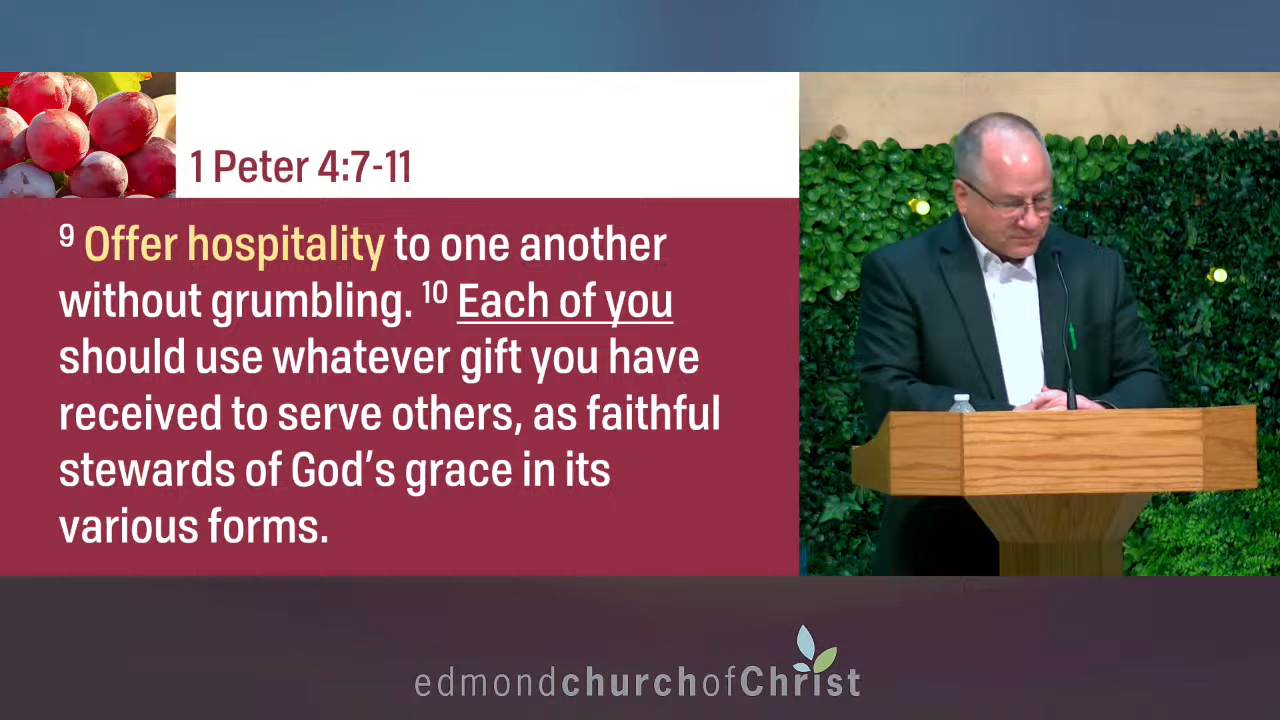 1 Peter 4:7-11
9 Offer hospitality to one another
without grumbling. 10 Each of you
should use whatever gift you have
received to serve others, as faithful
stewards of God's grace in its
various forms.
edmondchurchofChrist